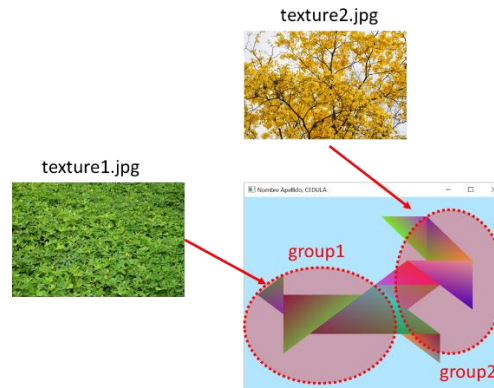 texture2.jpg
texture1.jpg
Nombre Apellido, CEDULA
group1
group2